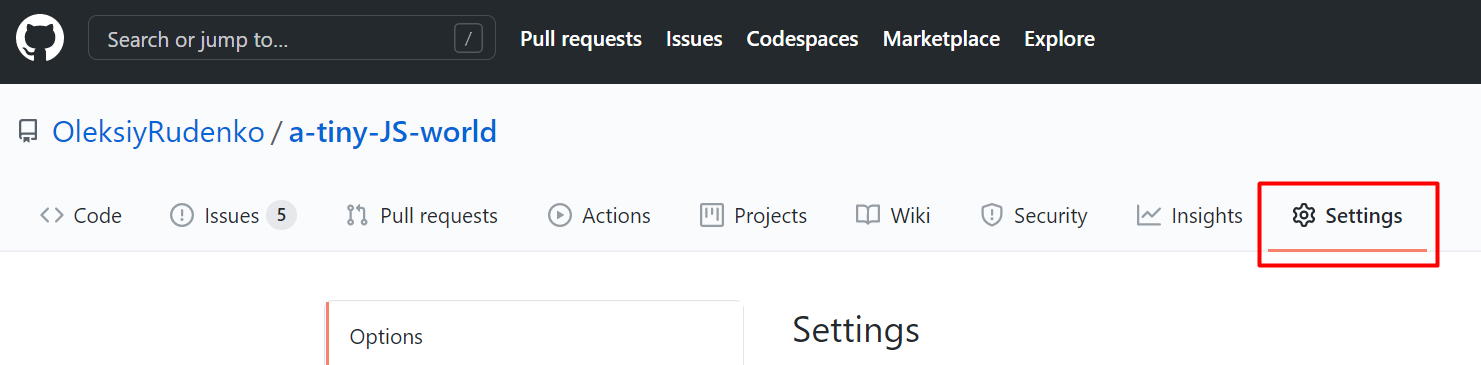 Search or jump to... /
Pull requests Issues Codespaces Marketplace Explore
OleksiyRudenko / a-tiny-JS-world
Code Issues 5 Pull requests Actions Projects Wiki Security Insights Settings
Options
Settings